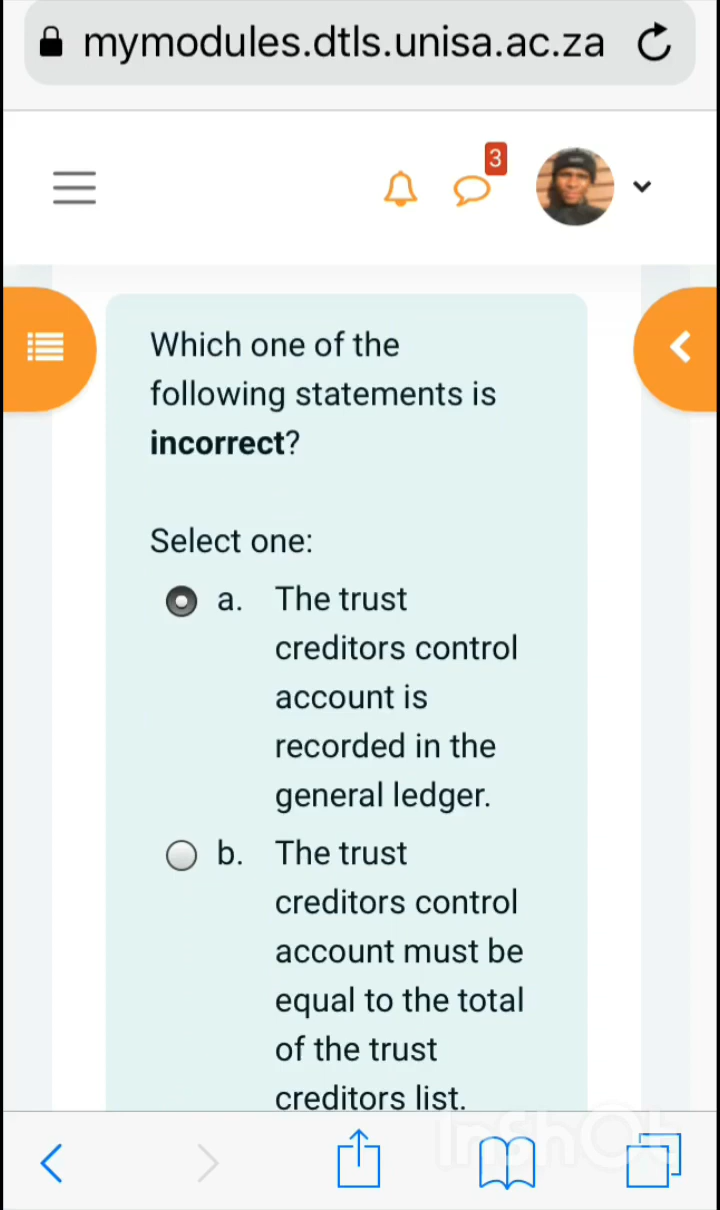 mymodules.dtls.unisa.ac.za
3
Which one of the
following statements is
incorrect?
Select one:
a. The trust
creditors control
account is
recorded in the
general ledger.
b. The trust
creditors control
account must be
equal to the total
of the trust
creditors list.
InShOt